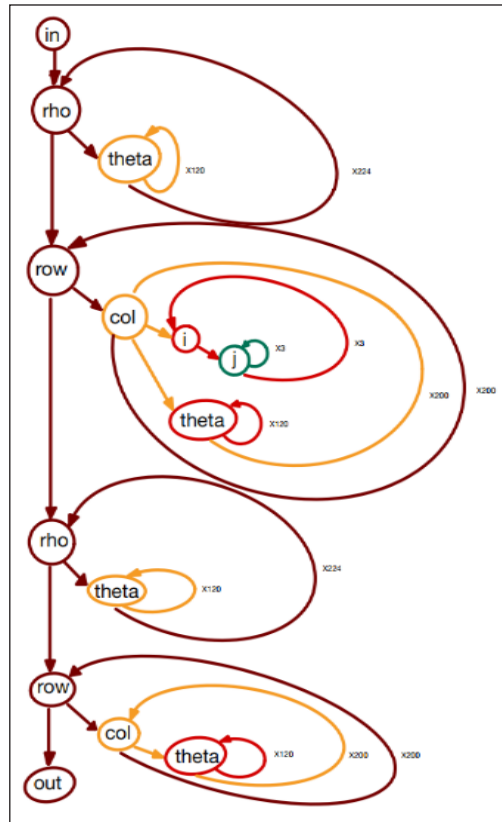 in
rho
theta
X120
X224
row
col
i
j
X3
X3
theta
X120
X200
X200
rho
theta
X120
X224
row
col
theta
X120
X200
X200
out